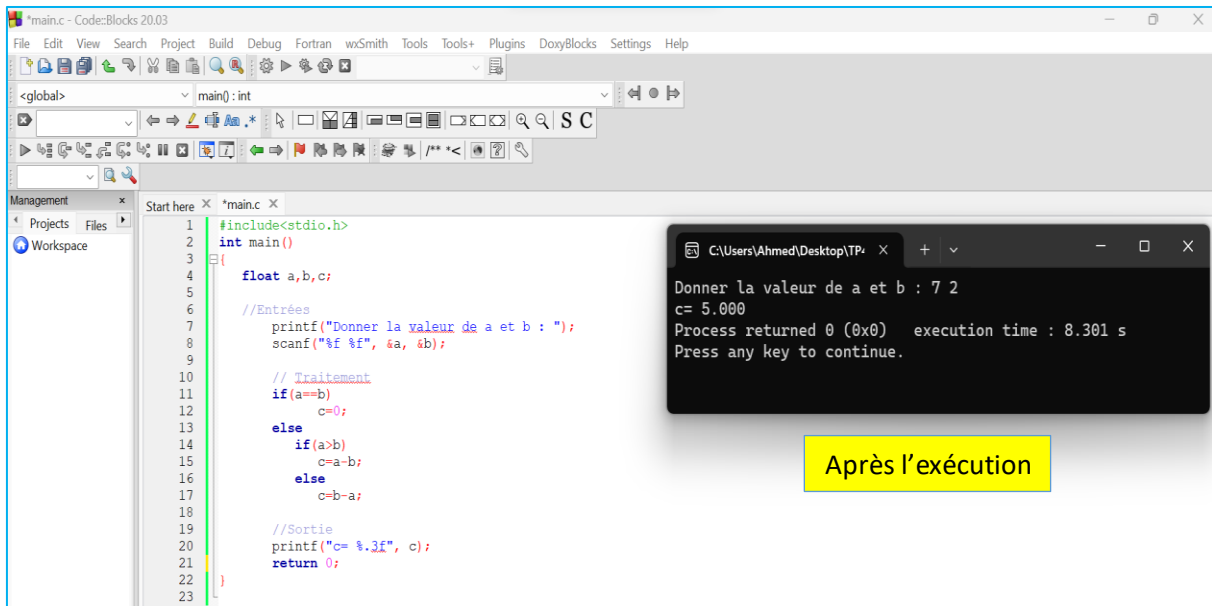 *main.c - Code::Blocks 20.03
File Edit View Search Project Build Debug Fortran wxSmith Tools Tools+ Plugins DoxyBlocks Settings Help
<global>
main() : int
S C
/** *<
Management
Projects Files
Workspace
Start here *main.c
1 #include<stdio.h>
2 int main()
3 {
4 float a,b,c;
5
6 //Entrées
7 printf("Donner la valeur de a et b : ");
8 scanf("%f %f", &a, &b);
9
10 // Traitement
11 if(a==b)
12 c=0;
13 else
14 if(a>b)
15 c=a-b;
16 else
17 c=b-a;
18
19 //Sortie
20 printf("c= %.3f", c);
21 return 0;
22 }
23
C:\Users\Ahmed\Desktop\TP4
Donner la valeur de a et b : 7 2
c= 5.000
Process returned 0 (0x0) execution time : 8.301 s
Press any key to continue.
Après l'exécution